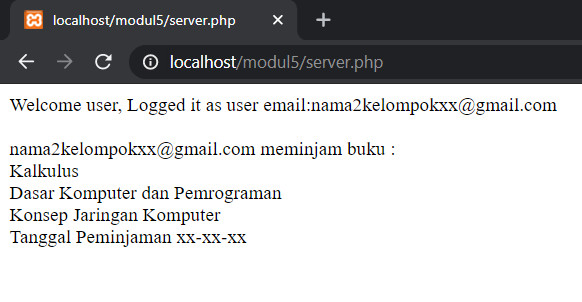 localhost/modul5/server.php
localhost/modul5/server.php
Welcome user, Logged it as user email:nama2kelompokxx@gmail.com
nama2kelompokxx@gmail.com meminjam buku :
Kalkulus
Dasar Komputer dan Pemrograman
Konsep Jaringan Komputer
Tanggal Peminjaman xx-xx-xx